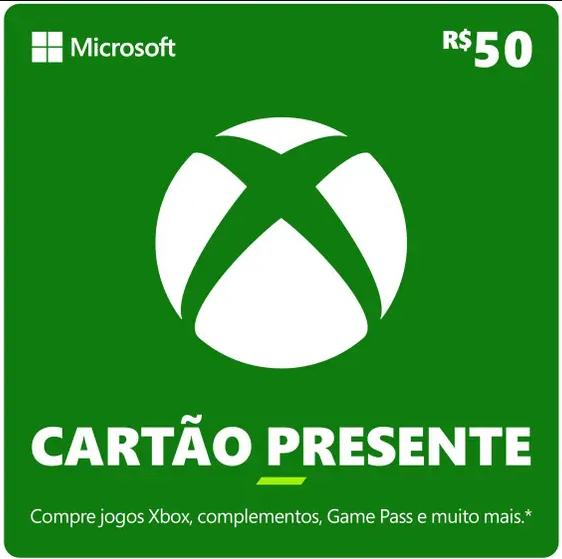 Microsoft
R$50
CARTÃO PRESENTE
Compre jogos Xbox, complementos, Game Pass e muito mais.*